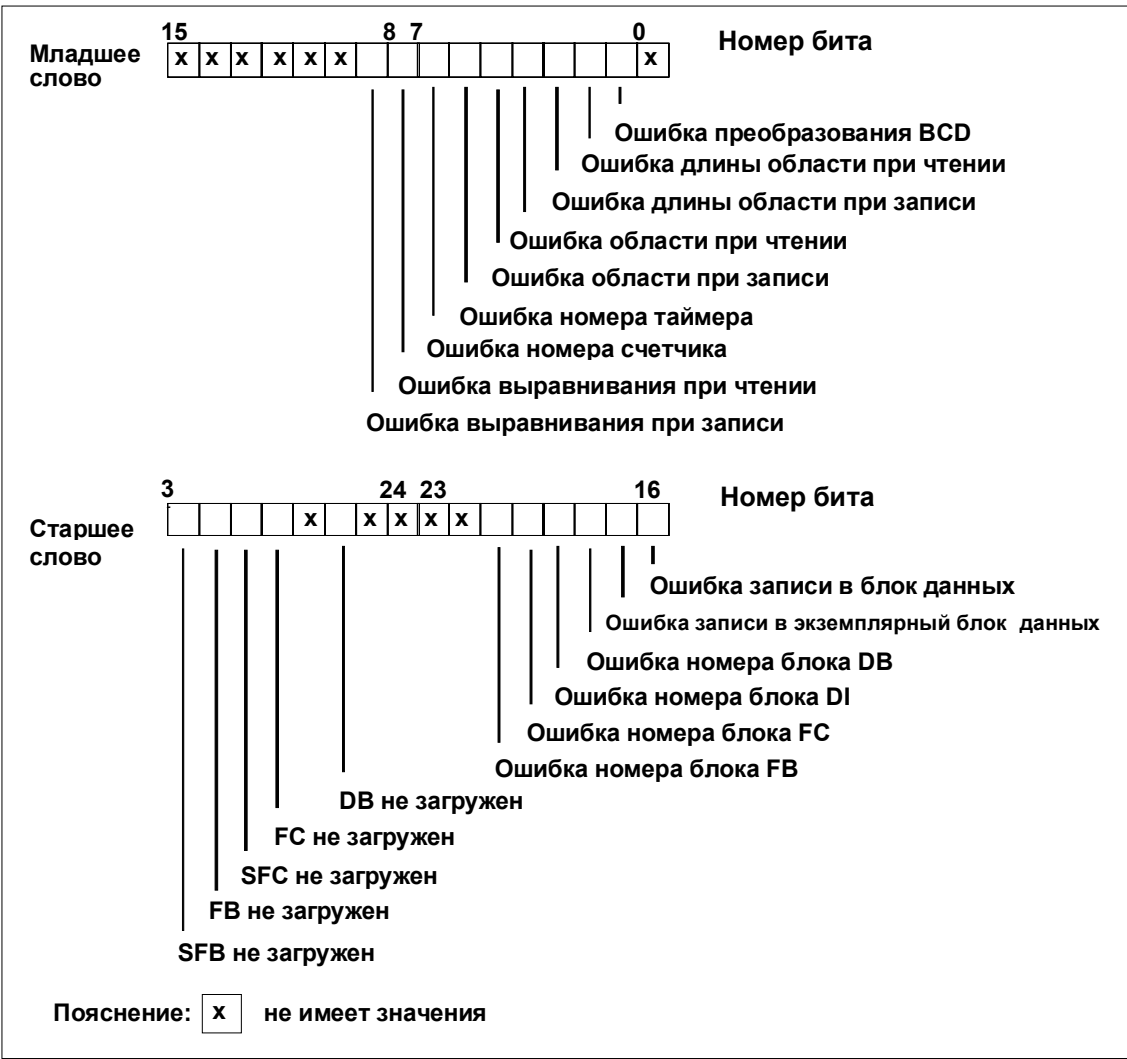 15 8 7 0
Номер бита
Младшее
слово
x x x x x x x
Ошибка преобразования BCD
Ошибка длины области при чтении
Ошибка длины области при записи
Ошибка области при чтении
Ошибка области при записи
Ошибка номера таймера
Ошибка номера счетчика
Ошибка выравнивания при чтении
Ошибка выравнивания при записи
3 24 23 16
Номер бита
Старшее
слово
x x x x x
Ошибка записи в блок данных
Ошибка записи в экземплярный блок данных
Ошибка номера блока DB
Ошибка номера блока DI
Ошибка номера блока FC
Ошибка номера блока FB
DB не загружен
FC не загружен
SFC не загружен
FB не загружен
SFB не загружен
Пояснение: x не имеет значения